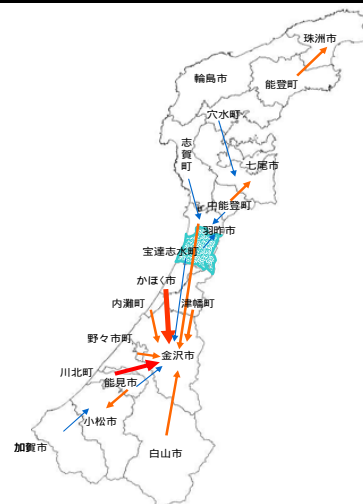 珠洲市
輪島市
能登町
穴水町
志賀町
七尾市
中能登町
羽咋市
宝達志水町
かほく市
内灘町
津幡町
野々市町
金沢市
川北町
能見市
小松市
加賀市
白山市